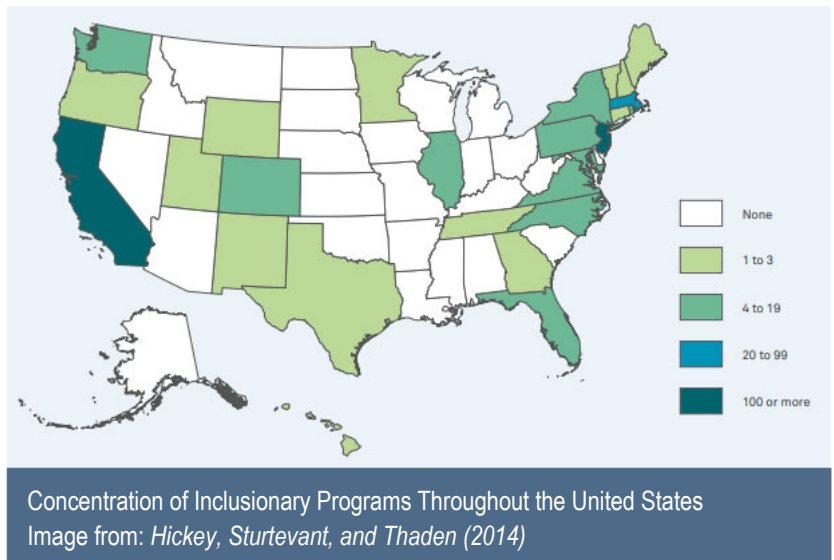 None
1 to 3
4 to 19
20 to 99
100 or more
Concentration of Inclusionary Programs Throughout the United States
Image from: Hickey, Sturtevant, and Thaden (2014)